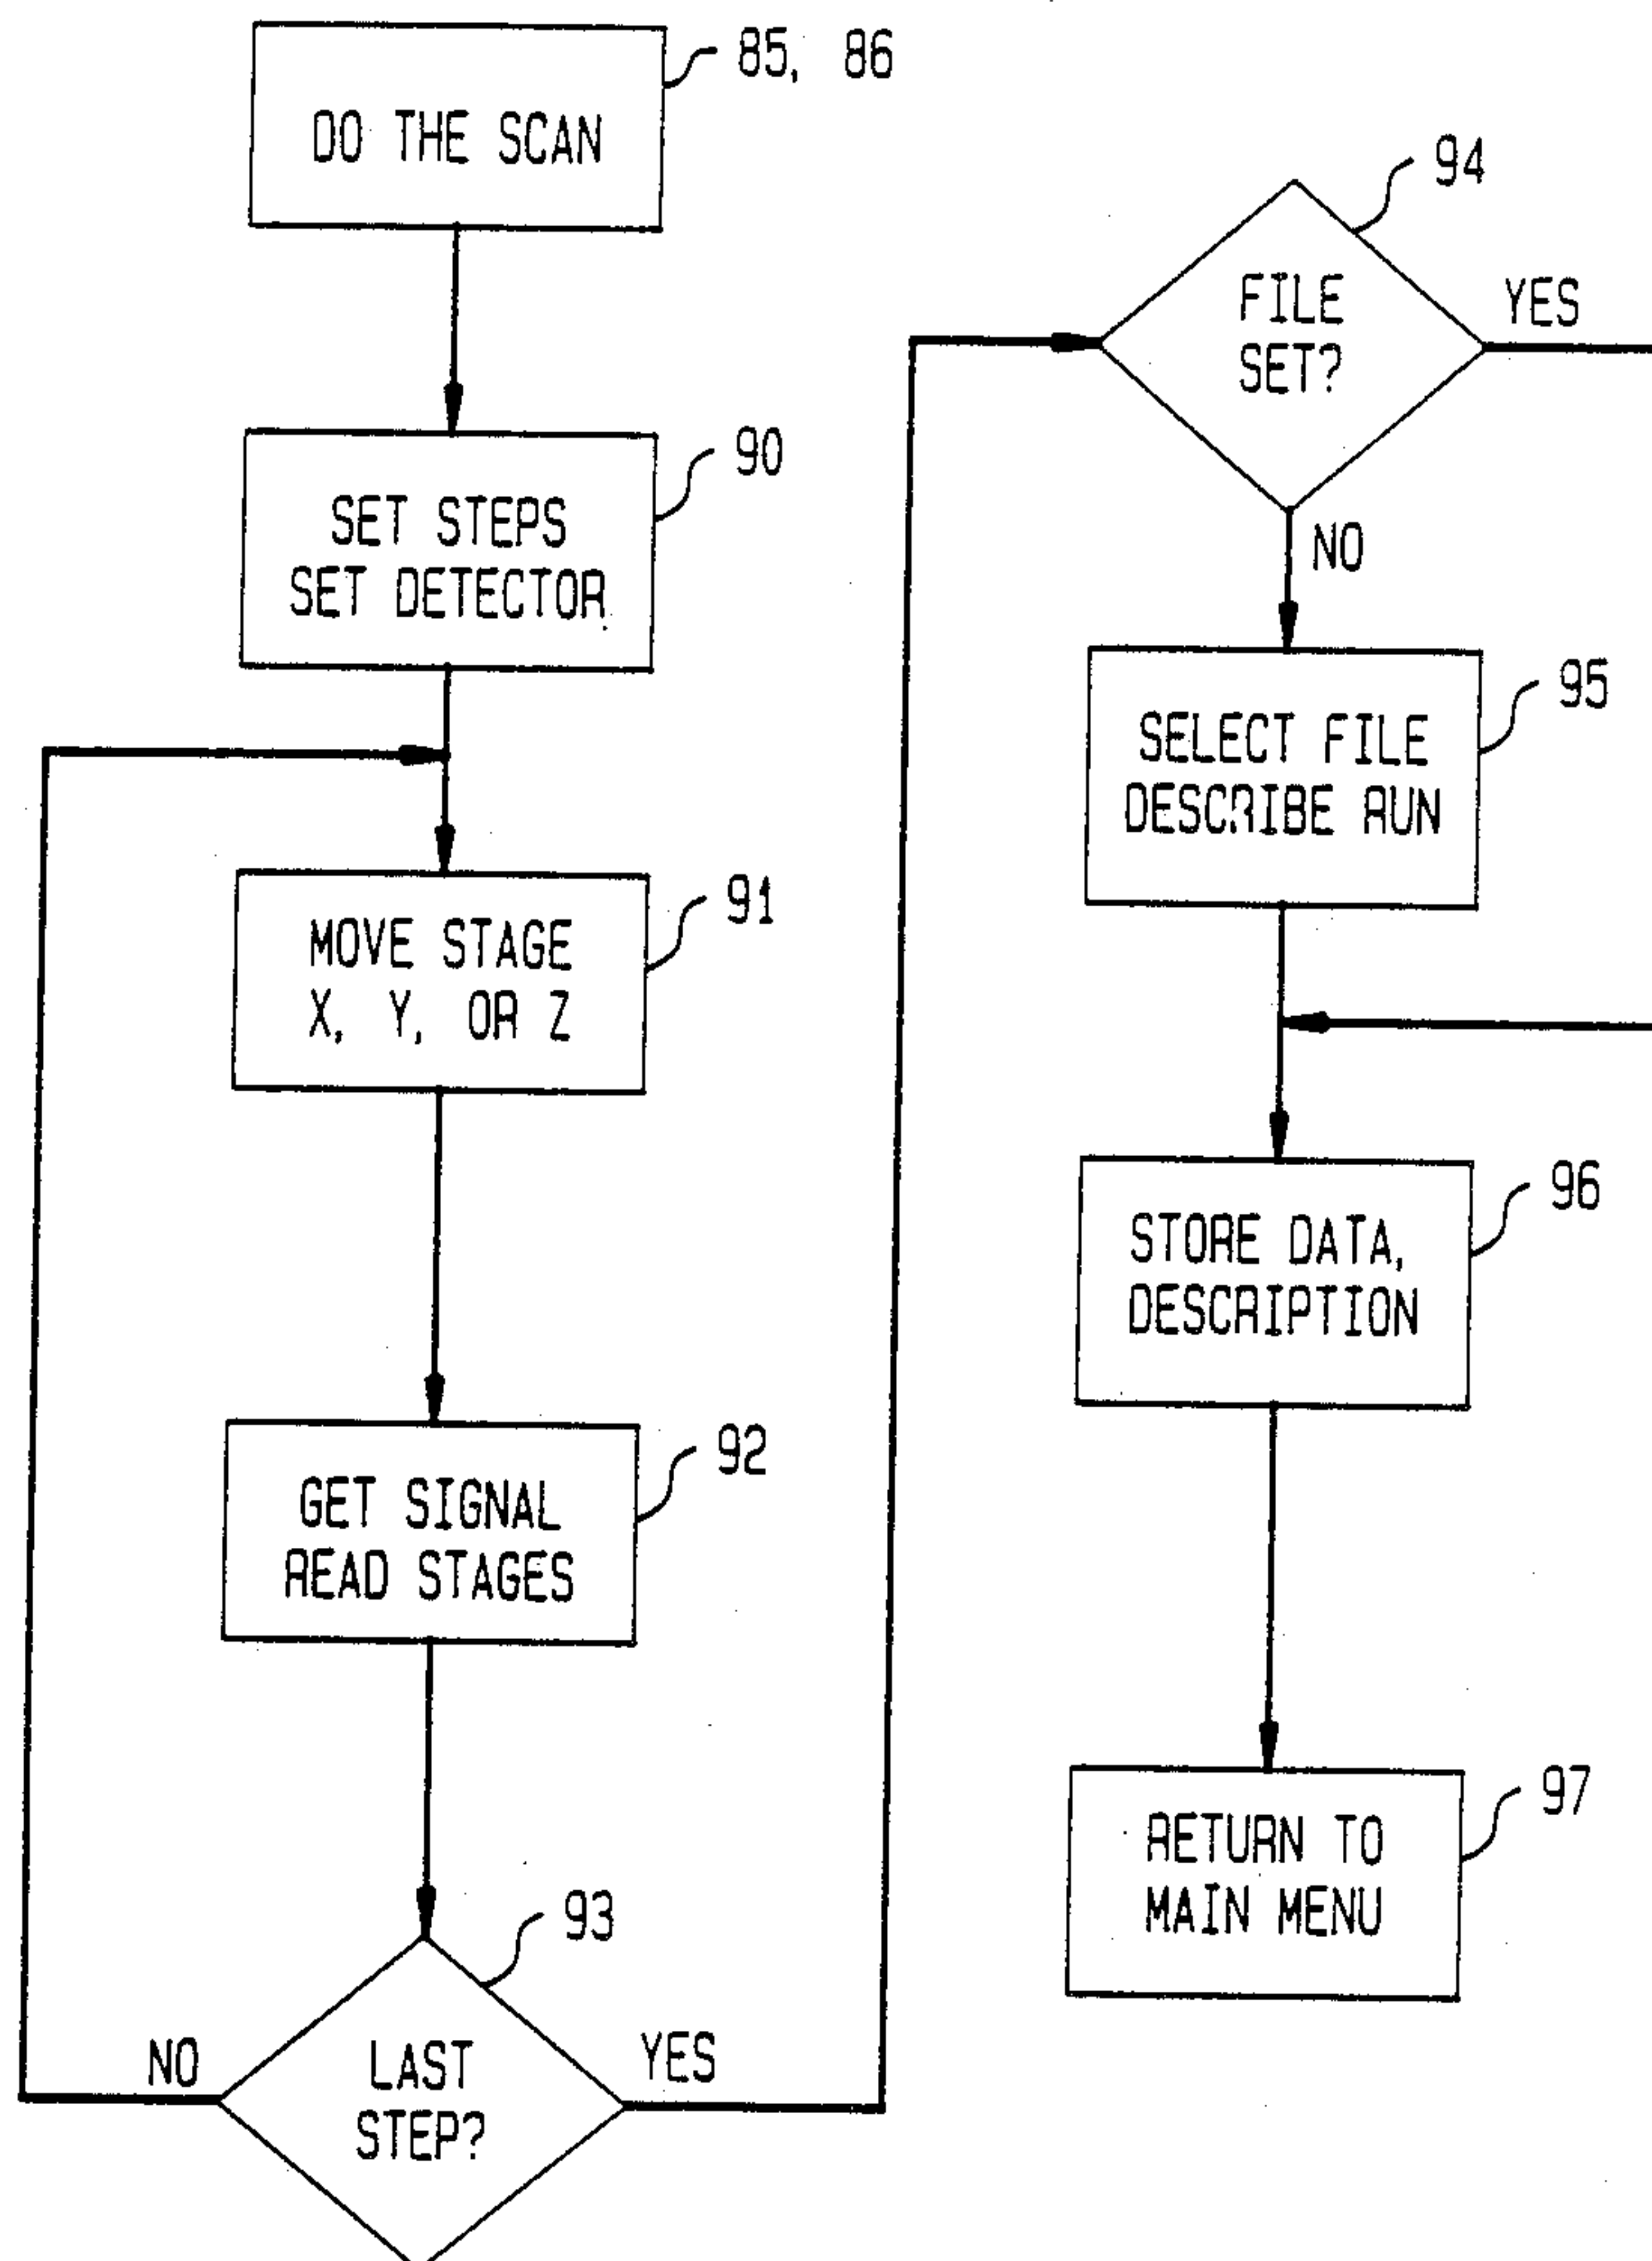 85, 86
DO THE SCAN
90
SET STEPS
SET DETECTOR
91
MOVE STAGE
X, Y, OR Z
92
GET SIGNAL
READ STAGES
93
NO
YES
LAST
STEP?
94
FILE
SET?
YES
NO
95
SELECT FILE
DESCRIBE RUN
96
STORE DATA,
DESCRIPTION
97
RETURN TO
MAIN MENU